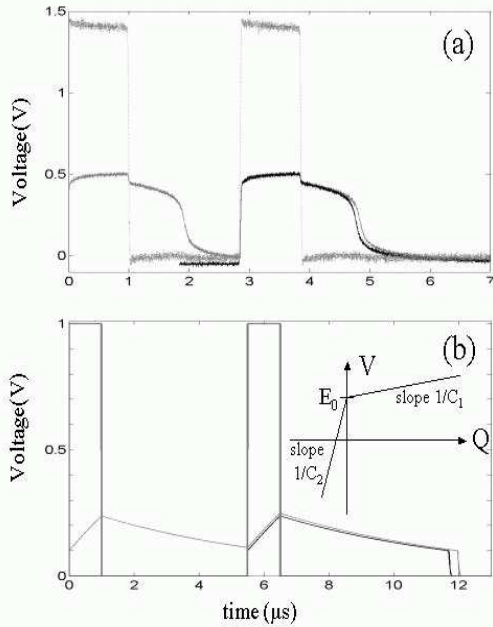 (a)
Voltage(V)
1.5
1
0.5
0
0 1 2 3 4 5 6 7
(b)
Voltage(V)
1
0.5
0
V
E0
slope 1/C1
Q
slope
1/C2
0 2 4 6 8 10 12 14
time (μs)